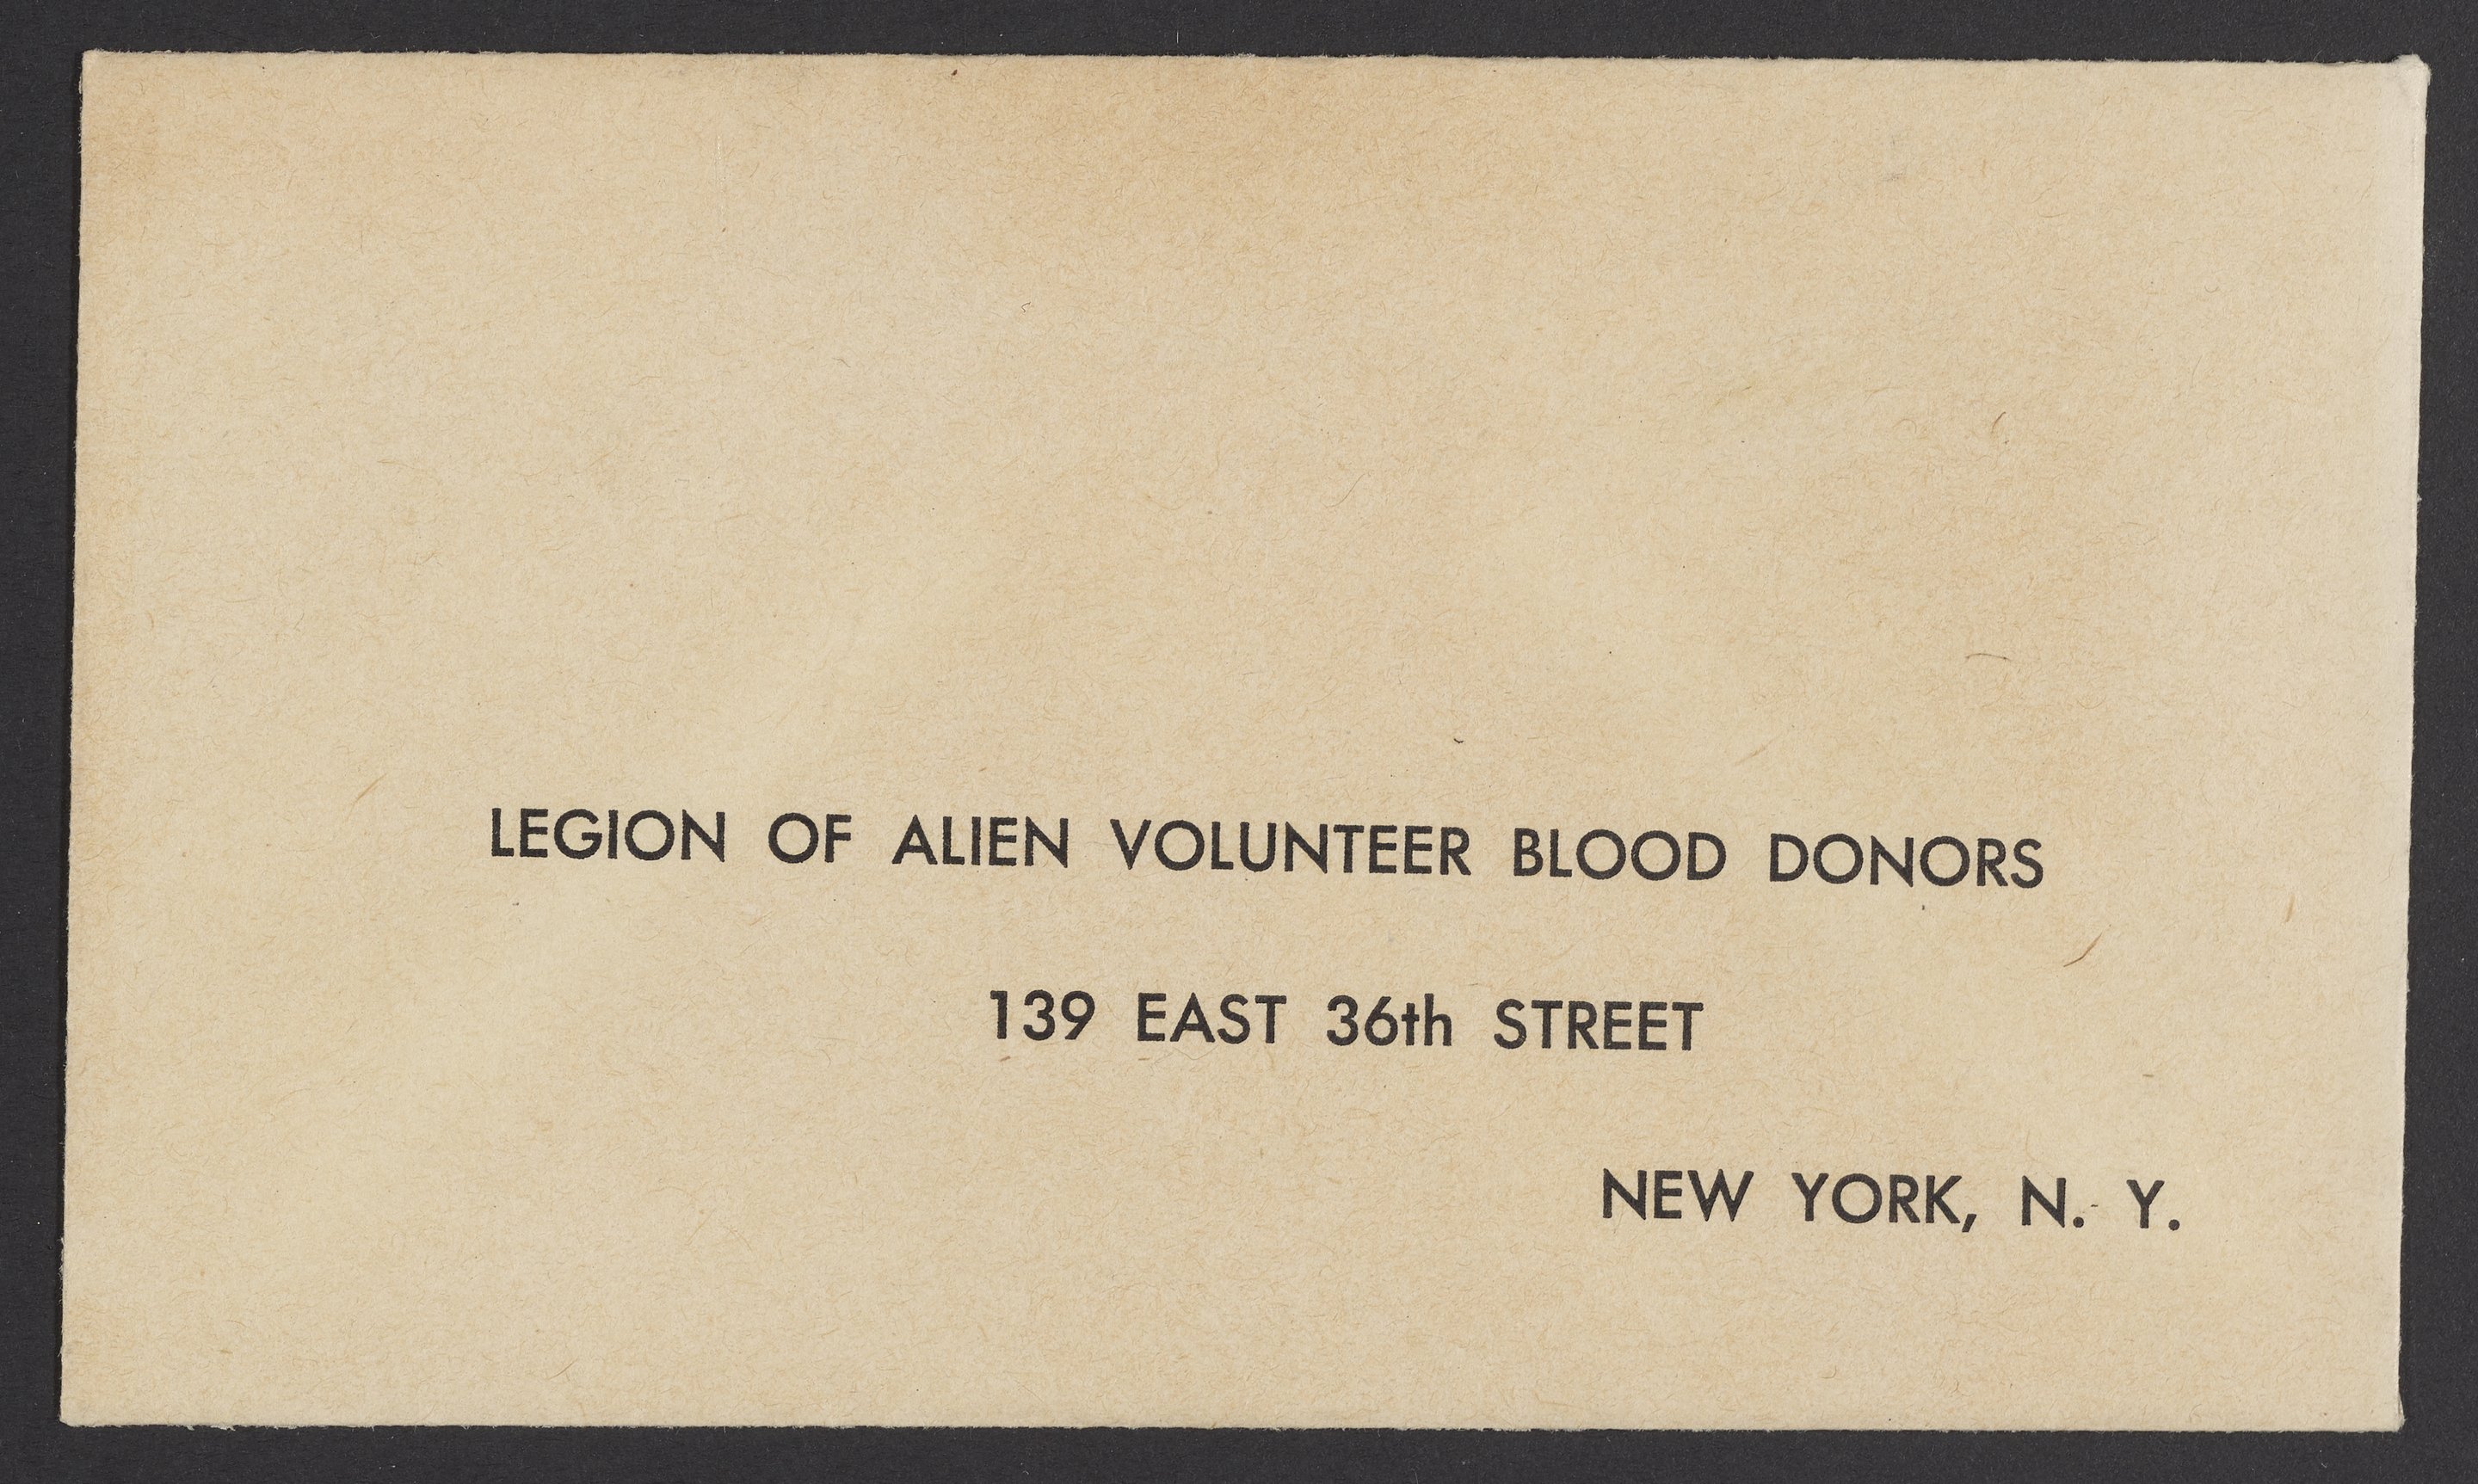 LEGION OF ALIEN VOLUNTEER BLOOD DONORS
139 EAST 36th STREET
NEW YORK, N. Y.